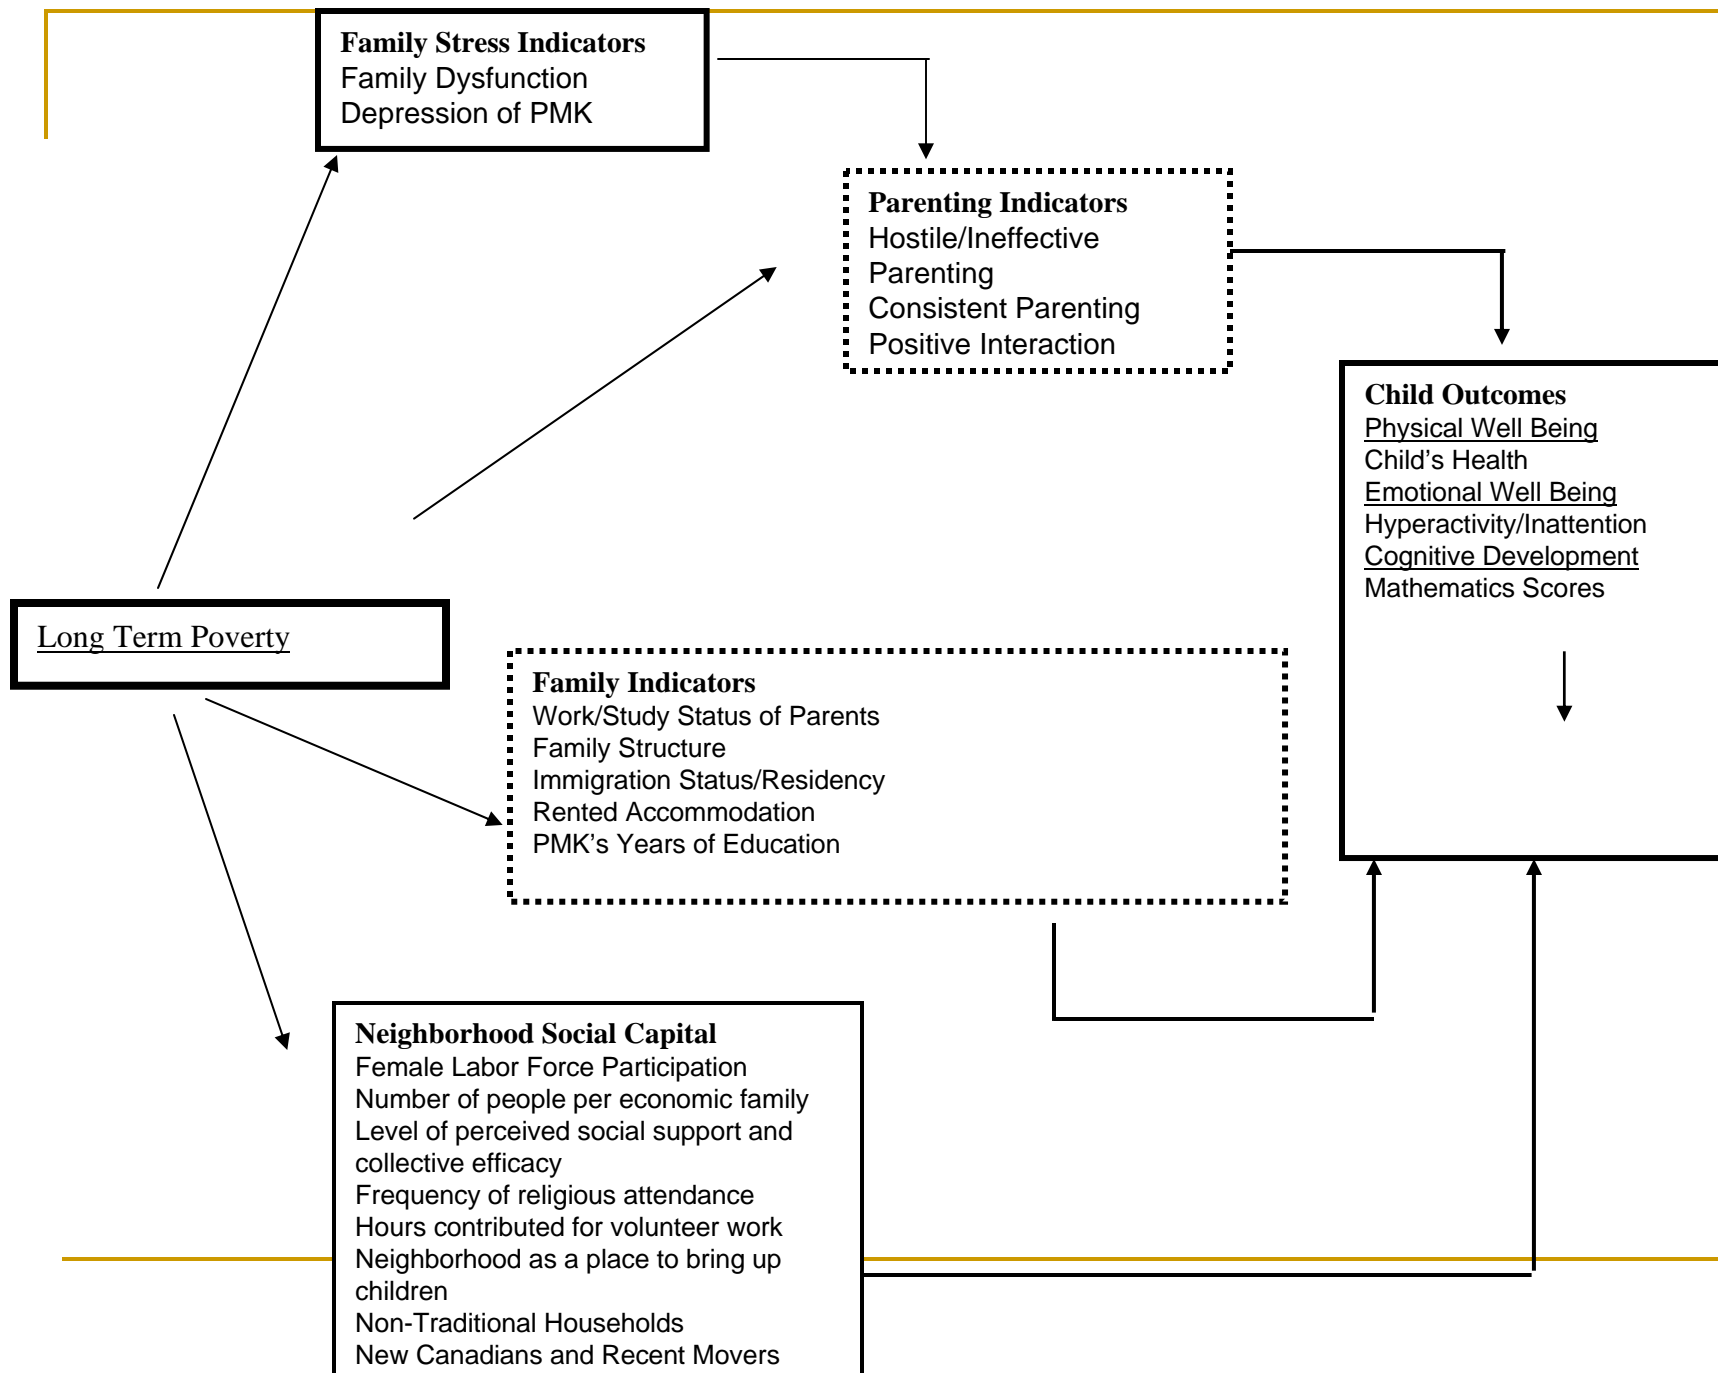 Family Stress Indicators
Family Dysfunction
Depression of PMK
Parenting Indicators
Hostile/Ineffective
Parenting
Consistent Parenting
Positive Interaction
Child Outcomes
Physical Well Being
Child’s Health
Emotional Well Being
Hyperactivity/Inattention
Cognitive Development
Mathematics Scores
Long Term Poverty
Family Indicators
Work/Study Status of Parents
Family Structure
Immigration Status/Residency
Rented Accommodation
PMK’s Years of Education
Neighborhood Social Capital
Female Labor Force Participation
Number of people per economic family
Level of perceived social support and
collective efficacy
Frequency of religious attendance
Hours contributed for volunteer work
Neighborhood as a place to bring up
children
Non-Traditional Households
New Canadians and Recent Movers